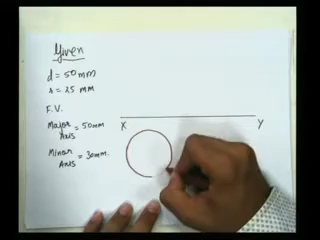 Given
d = 50 mm
r = 25 MM
F.V.
Major Axis = 50mm
Minor Axis = 30mm.
X Y